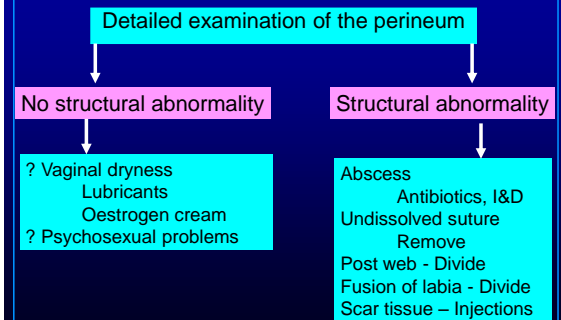 Detailed examination of the perineum
No structural abnormality
Structural abnormality
? Vaginal dryness
Lubricants
Oestrogen cream
? Psychosexual problems
Abscess
Antibiotics, I&D
Undissolved suture
Remove
Post web - Divide
Fusion of labia - Divide
Scar tissue – Injections